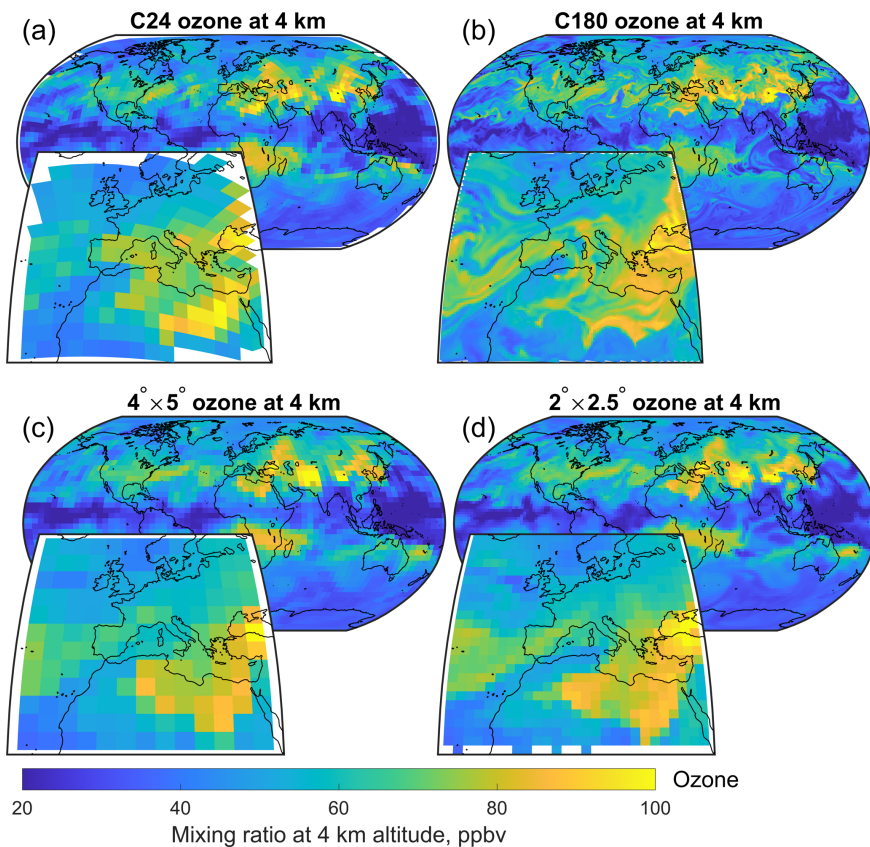 (a) C24 ozone at 4 km
(b) C180 ozone at 4 km
(c) 4°×5° ozone at 4 km
(d) 2°×2.5° ozone at 4 km
Ozone
20 40 60 80 100
Mixing ratio at 4 km altitude, ppbv